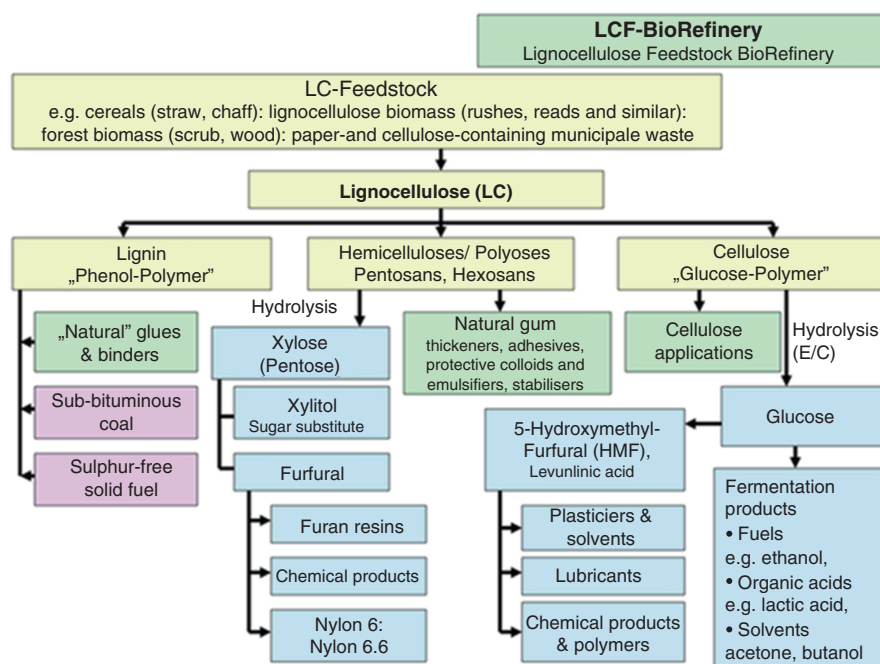 LCF-BioRefinery
Lignocellulose Feedstock BioRefinery
LC-Feedstock
e.g. cereals (straw, chaff): lignocellulose biomass (rushes, reads and similar):
forest biomass (scrub, wood): paper-and cellulose-containing municipale waste
Lignocellulose (LC)
Lignin
„Phenol-Polymer”
Hemicelluloses/ Polyoses
Pentosans, Hexosans
Cellulose
„Glucose-Polymer”
Hydrolysis
„Natural” glues
& binders
Sub-bituminous
coal
Sulphur-free
solid fuel
Xylose
(Pentose)
Xylitol
Sugar substitute
Furfural
Furan resins
Chemical products
Nylon 6:
Nylon 6.6
Natural gum
thickeners, adhesives,
protective colloids and
emulsifiers, stabilisers
Cellulose
applications
Hydrolysis
(E/C)
Glucose
5-Hydroxymethyl-
Furfural (HMF),
Levunlinic acid
Plasticiers &
solvents
Lubricants
Chemical products
& polymers
Fermentation
products
• Fuels
e.g. ethanol,
• Organic acids
e.g. lactic acid,
• Solvents
acetone, butanol